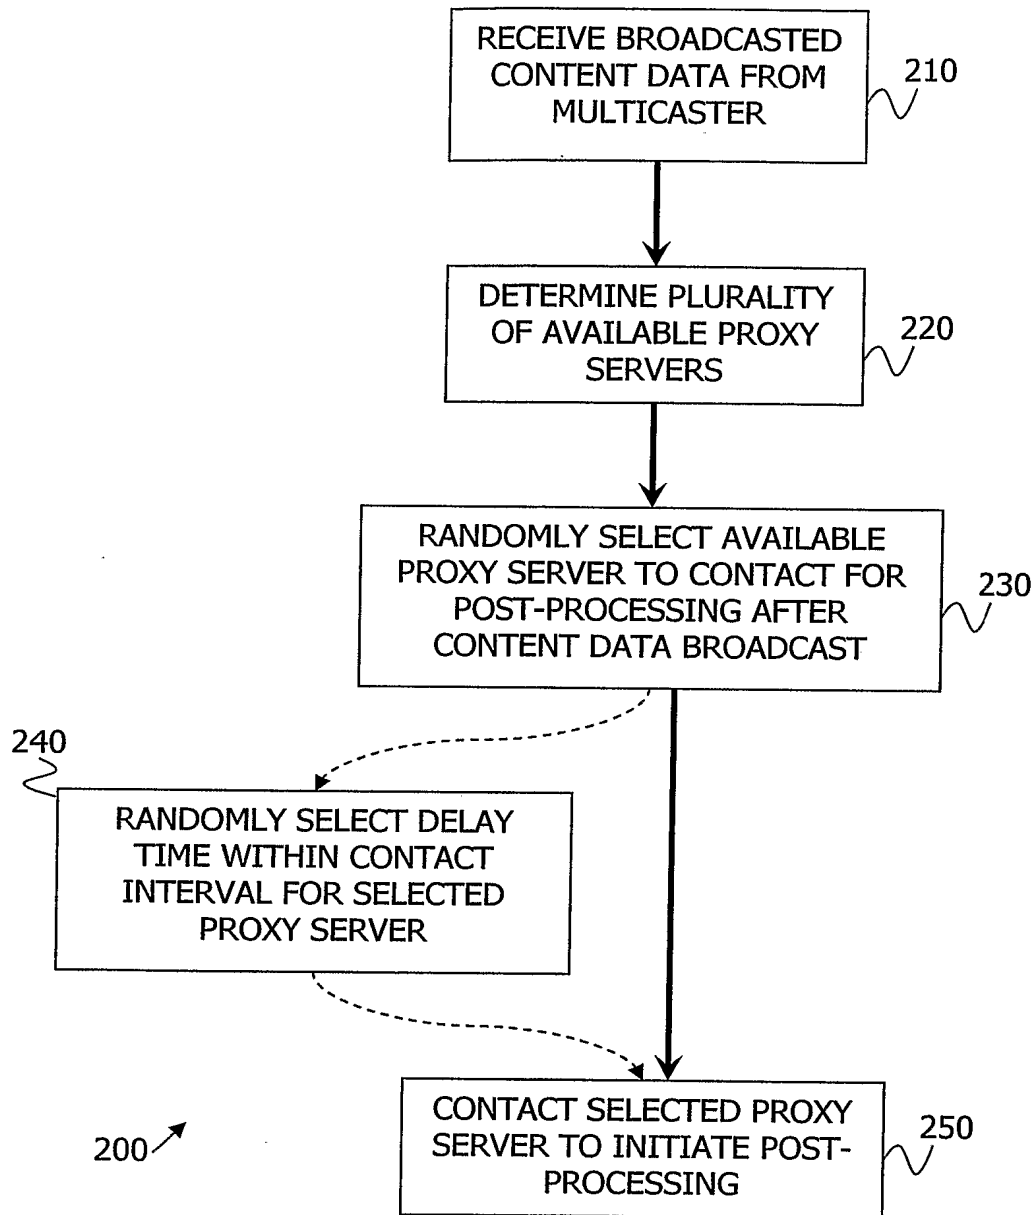 RECEIVE BROADCASTED
CONTENT DATA FROM
MULTICASTER
210
DETERMINE PLURALITY
OF AVAILABLE PROXY
SERVERS
220
RANDOMLY SELECT AVAILABLE
PROXY SERVER TO CONTACT FOR
POST-PROCESSING AFTER
CONTENT DATA BROADCAST
230
240
RANDOMLY SELECT DELAY
TIME WITHIN CONTACT
INTERVAL FOR SELECTED
PROXY SERVER
CONTACT SELECTED PROXY
SERVER TO INITIATE POST-
PROCESSING
250
200